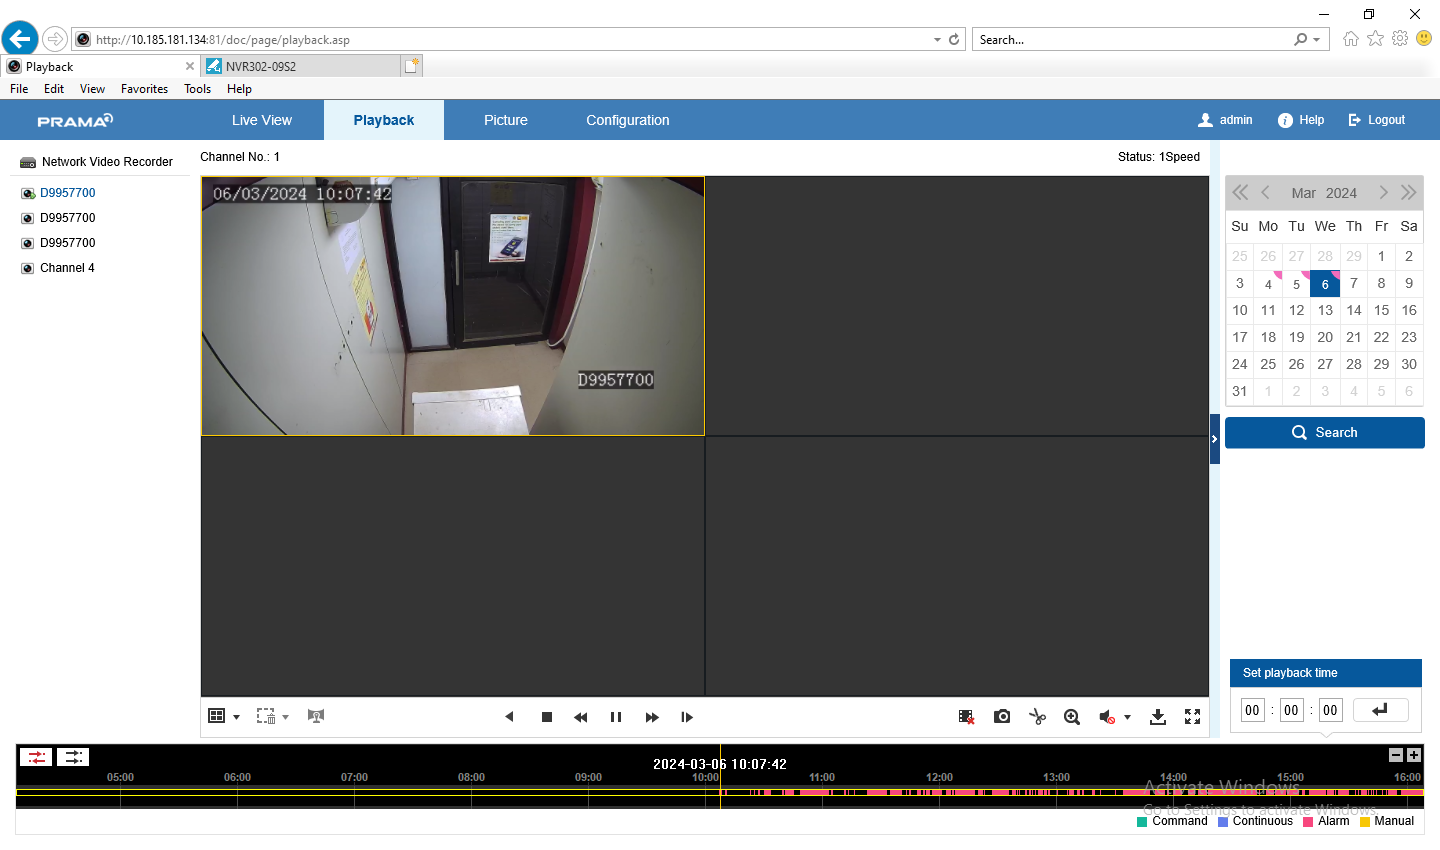 http://10.185.181.134:81/doc/page/playback.asp
Search...
Playback
NVR302-09S2
File Edit View Favorites Tools Help
PRAMA
Live View Playback Picture Configuration
admin Help Logout
Network Video Recorder
D9957700
D9957700
D9957700
Channel 4
Channel No.: 1
Status: 1Speed
06/03/2024 10:07:42
D9957700
Mar 2024
Su Mo Tu We Th Fr Sa
25 26 27 28 29 1 2
3 4 5 6 7 8 9
10 11 12 13 14 15 16
17 18 19 20 21 22 23
24 25 26 27 28 29 30
31 1 2 3 4 5 6
Search
Set playback time
00 : 00 : 00
2024-03-06 10:07:42
05:00 06:00 07:00 08:00 09:00 10:00 11:00 12:00 13:00 14:00 15:00 16:00
Activate Windows
Go to Settings to activate Windows.
Command Continuous Alarm Manual